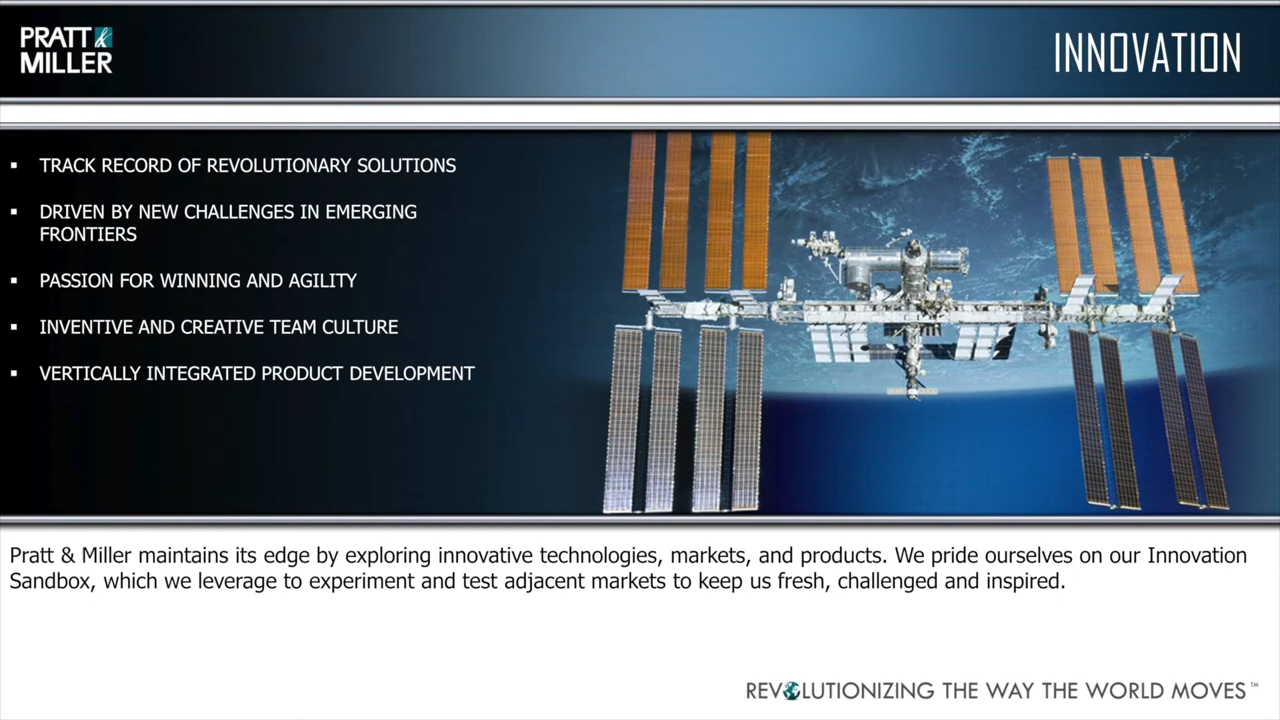 PRATT &
MILLER
INNOVATION
▪ TRACK RECORD OF REVOLUTIONARY SOLUTIONS
▪ DRIVEN BY NEW CHALLENGES IN EMERGING
FRONTIERS
▪ PASSION FOR WINNING AND AGILITY
▪ INVENTIVE AND CREATIVE TEAM CULTURE
▪ VERTICALLY INTEGRATED PRODUCT DEVELOPMENT
Pratt & Miller maintains its edge by exploring innovative technologies, markets, and products. We pride ourselves on our Innovation
Sandbox, which we leverage to experiment and test adjacent markets to keep us fresh, challenged and inspired.
REVOLUTIONIZING THE WAY THE WORLD MOVES™